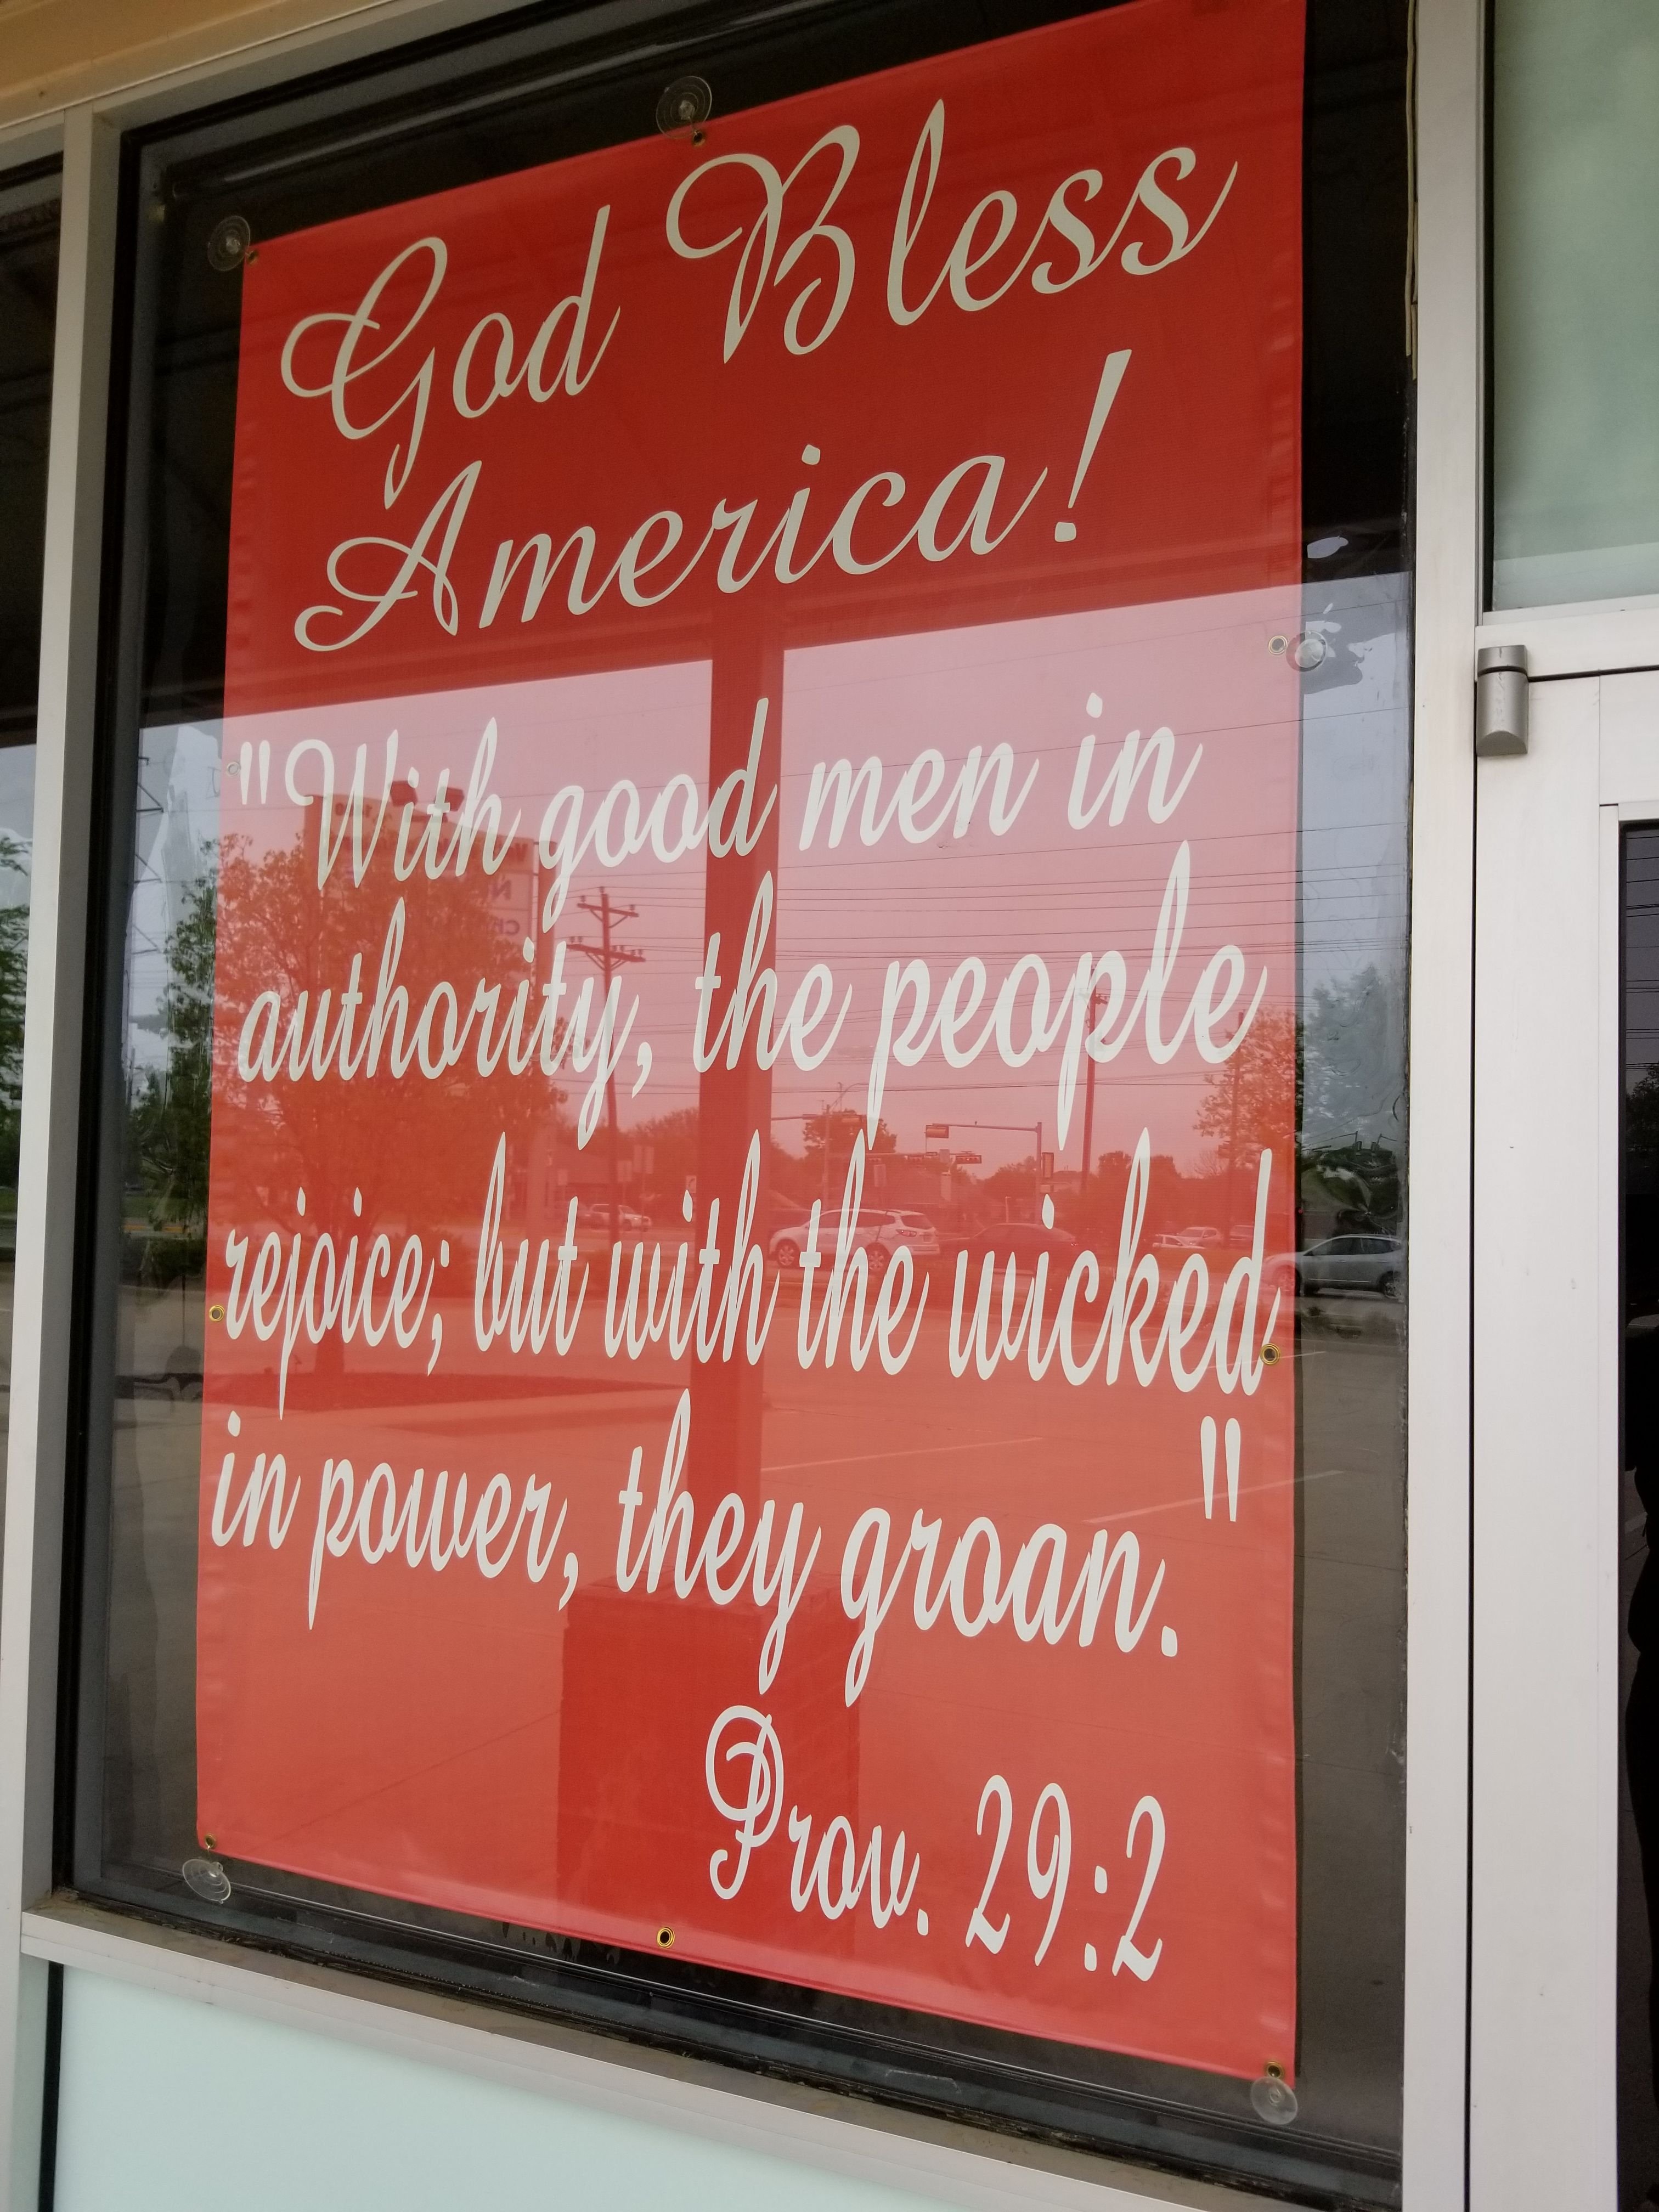 God Bless
America!
"With good men in
authority, the people
rejoice; but with the wicked
in power, they groan."
Prov. 29:2